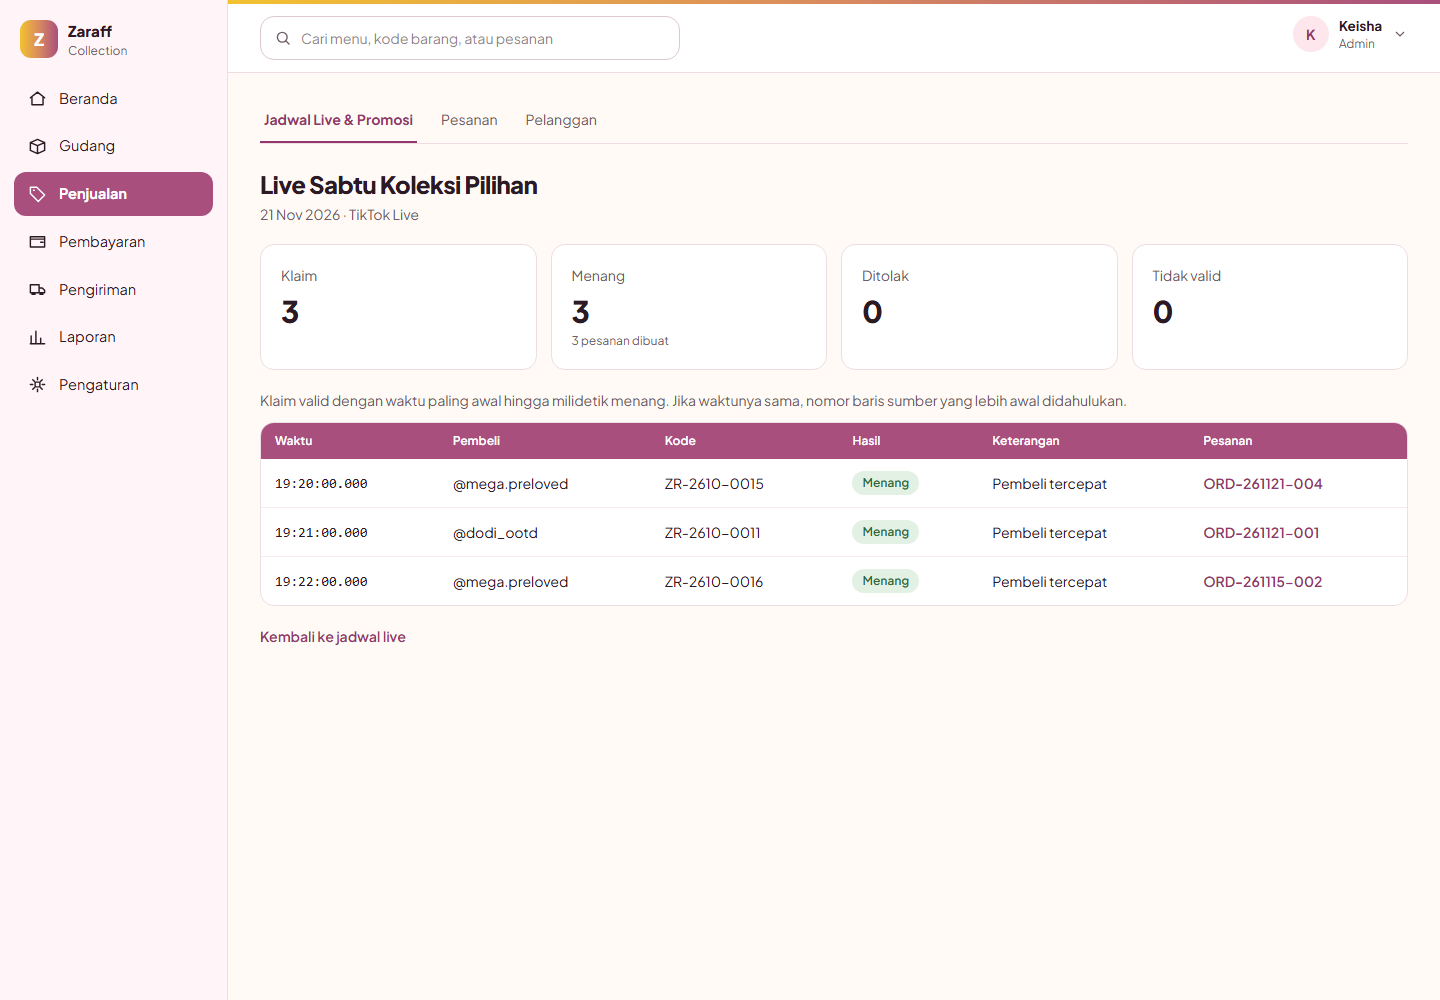 Z
Zaraff
Collection
Beranda
Gudang
Penjualan
Pembayaran
Pengiriman
Laporan
Pengaturan
Cari menu, kode barang, atau pesanan
K
Keisha
Admin
Jadwal Live & Promosi Pesanan Pelanggan
Live Sabtu Koleksi Pilihan
21 Nov 2026 · TikTok Live
Klaim
3
Menang
3
3 pesanan dibuat
Ditolak
0
Tidak valid
0
Klaim valid dengan waktu paling awal hingga milidetik menang. Jika waktunya sama, nomor baris sumber yang lebih awal didahulukan.
Waktu Pembeli Kode Hasil Keterangan Pesanan
19:20:00.000 @mega.preloved ZR-2610-0015 Menang Pembeli tercepat ORD-261121-004
19:21:00.000 @dodi_ootd ZR-2610-0011 Menang Pembeli tercepat ORD-261121-001
19:22:00.000 @mega.preloved ZR-2610-0016 Menang Pembeli tercepat ORD-261115-002
Kembali ke jadwal live